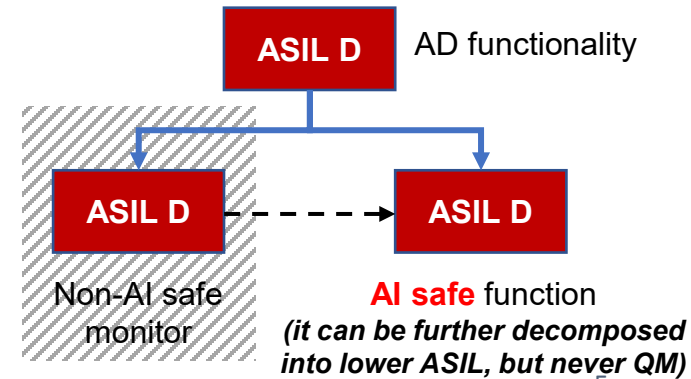 ASIL D
AD functionality
ASIL D
ASIL D
Non-AI safe
monitor
AI safe function
(it can be further decomposed
into lower ASIL, but never QM)